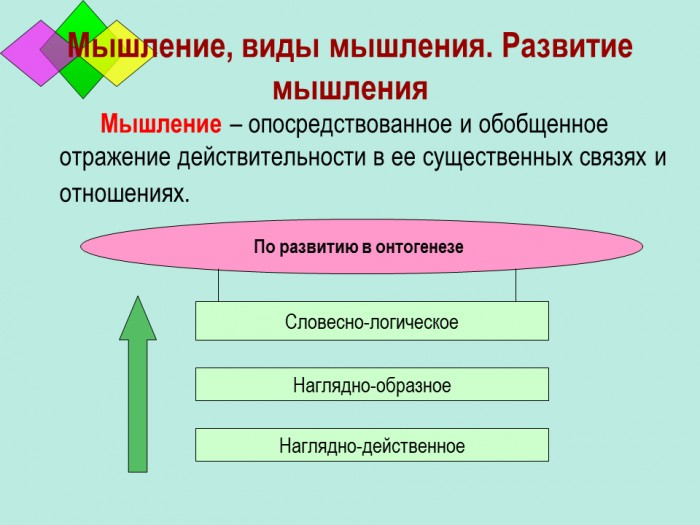 Мышление, виды мышления. Развитие
мышления
Мышление – опосредствованное и обобщенное
отражение действительности в ее существенных связях и
отношениях.
По развитию в онтогенезе
Словесно-логическое
Наглядно-образное
Наглядно-действенное